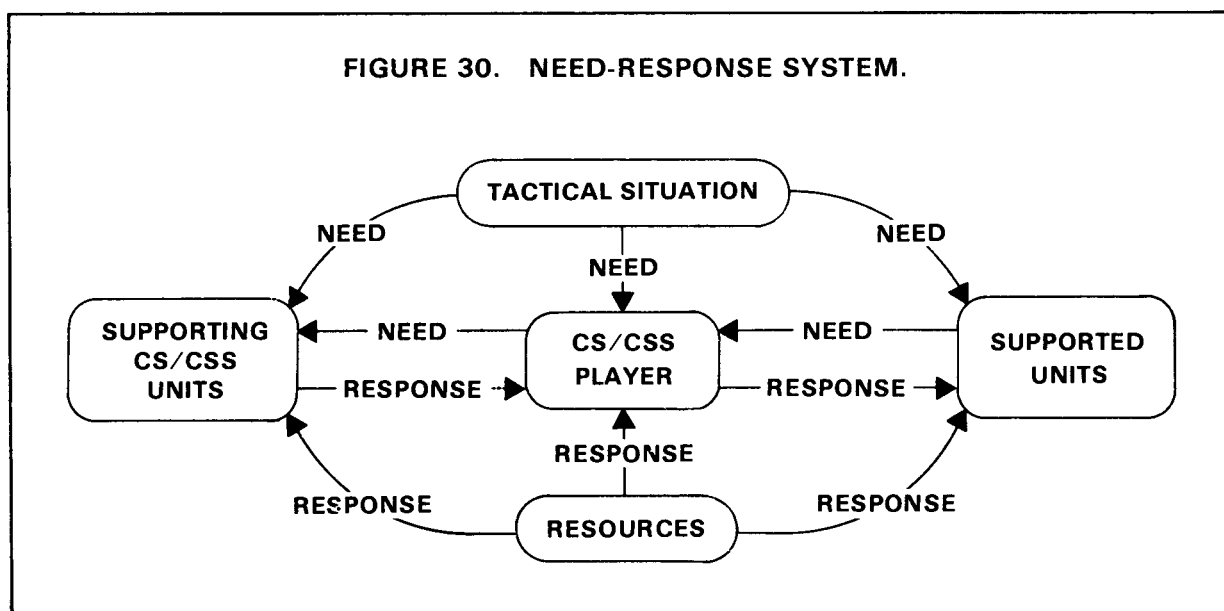 FIGURE 30. NEED-RESPONSE SYSTEM.
TACTICAL SITUATION
NEED
NEED
NEED
SUPPORTING
CS/CSS
UNITS
NEED
RESPONSE
CS/CSS
PLAYER
NEED
RESPONSE
SUPPORTED
UNITS
RESPONSE
RESPONSE
RESPONSE
RESOURCES